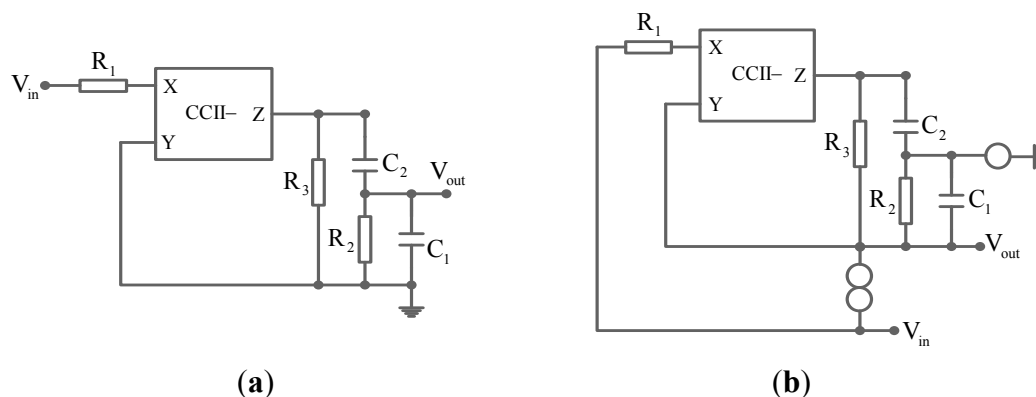 R1
Vin
X
CCII–
Z
Y
R3
C2
Vout
R2
C1
(a)
R1
X
CCII–
Z
Y
R3
C2
R2
C1
Vout
Vin
(b)